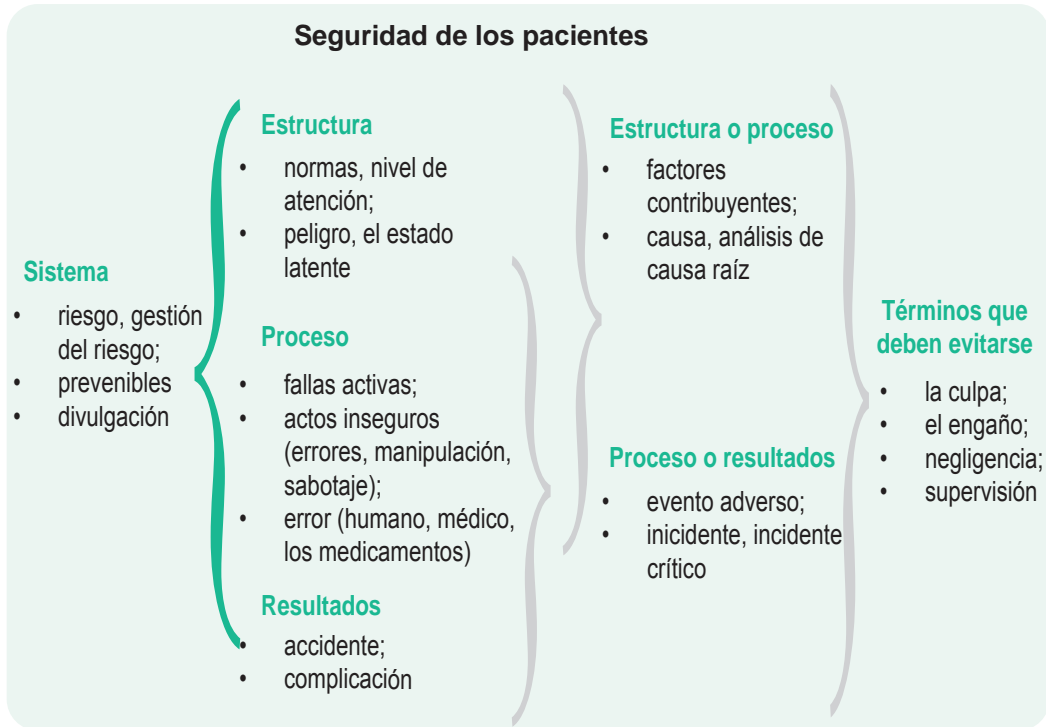 Seguridad de los pacientes
Sistema
• riesgo, gestión
del riesgo;
• prevenibles
• divulgación
Estructura
• normas, nivel de
atención;
• peligro, el estado
latente
Proceso
• fallas activas;
• actos inseguros
(errores, manipulación,
sabotaje);
• error (humano, médico,
los medicamentos)
Resultados
• accidente;
• complicación
Estructura o proceso
• factores
contribuyentes;
• causa, análisis de
causa raíz
Proceso o resultados
• evento adverso;
• inicidente, incidente
crítico
Términos que
deben evitarse
• la culpa;
• el engaño;
• negligencia;
• supervisión